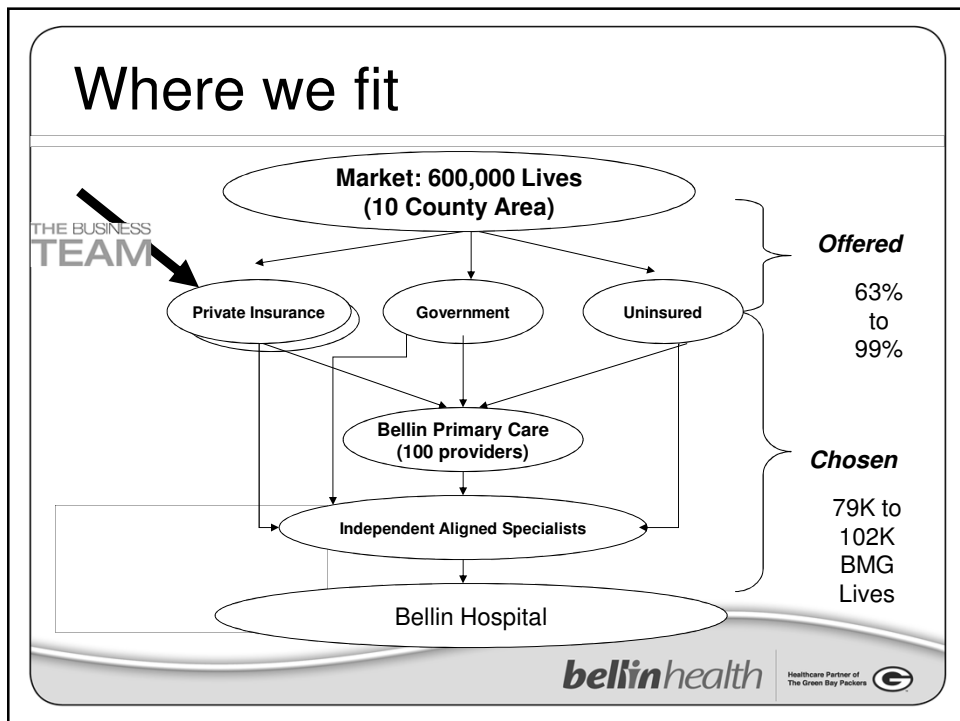 Where we fit
Market: 600,000 Lives
(10 County Area)
THE BUSINESS
TEAM
Offered
63%
to
99%
Private Insurance
Government
Uninsured
Bellin Primary Care
(100 providers)
Chosen
79K to
102K
BMG
Lives
Independent Aligned Specialists
Bellin Hospital
bellinhealth
Healthcare Partner of
The Green Bay Packers
G